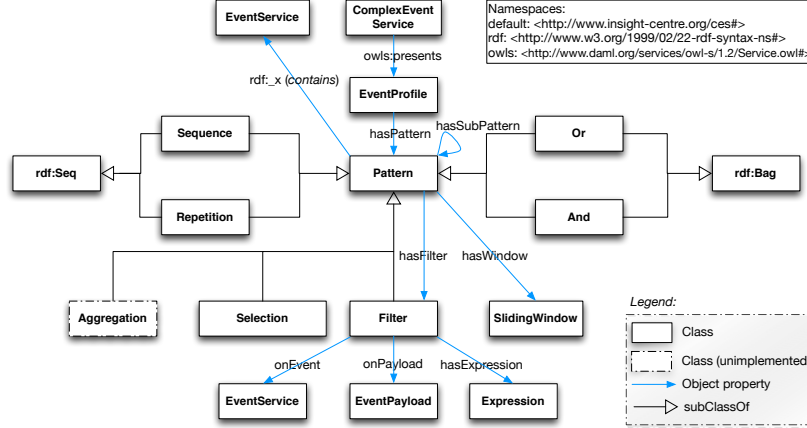 EventService
ComplexEvent
Service
Namespaces:
default: <http://www.insight-centre.org/ces#>
rdf: <http://www.w3.org/1999/02/22-rdf-syntax-ns#>
owls: <http://www.daml.org/services/owl-s/1.2/Service.owl#>
owls:presents
rdf:_x (contains)
EventProfile
hasPattern
hasSubPattern
Sequence
Or
rdf:Seq
Pattern
rdf:Bag
Repetition
And
hasFilter
hasWindow
Aggregation
Selection
Filter
SlidingWindow
onEvent
onPayload
hasExpression
EventService
EventPayload
Expression
Legend:
Class
Class (unimplemented)
Object property
subClassOf